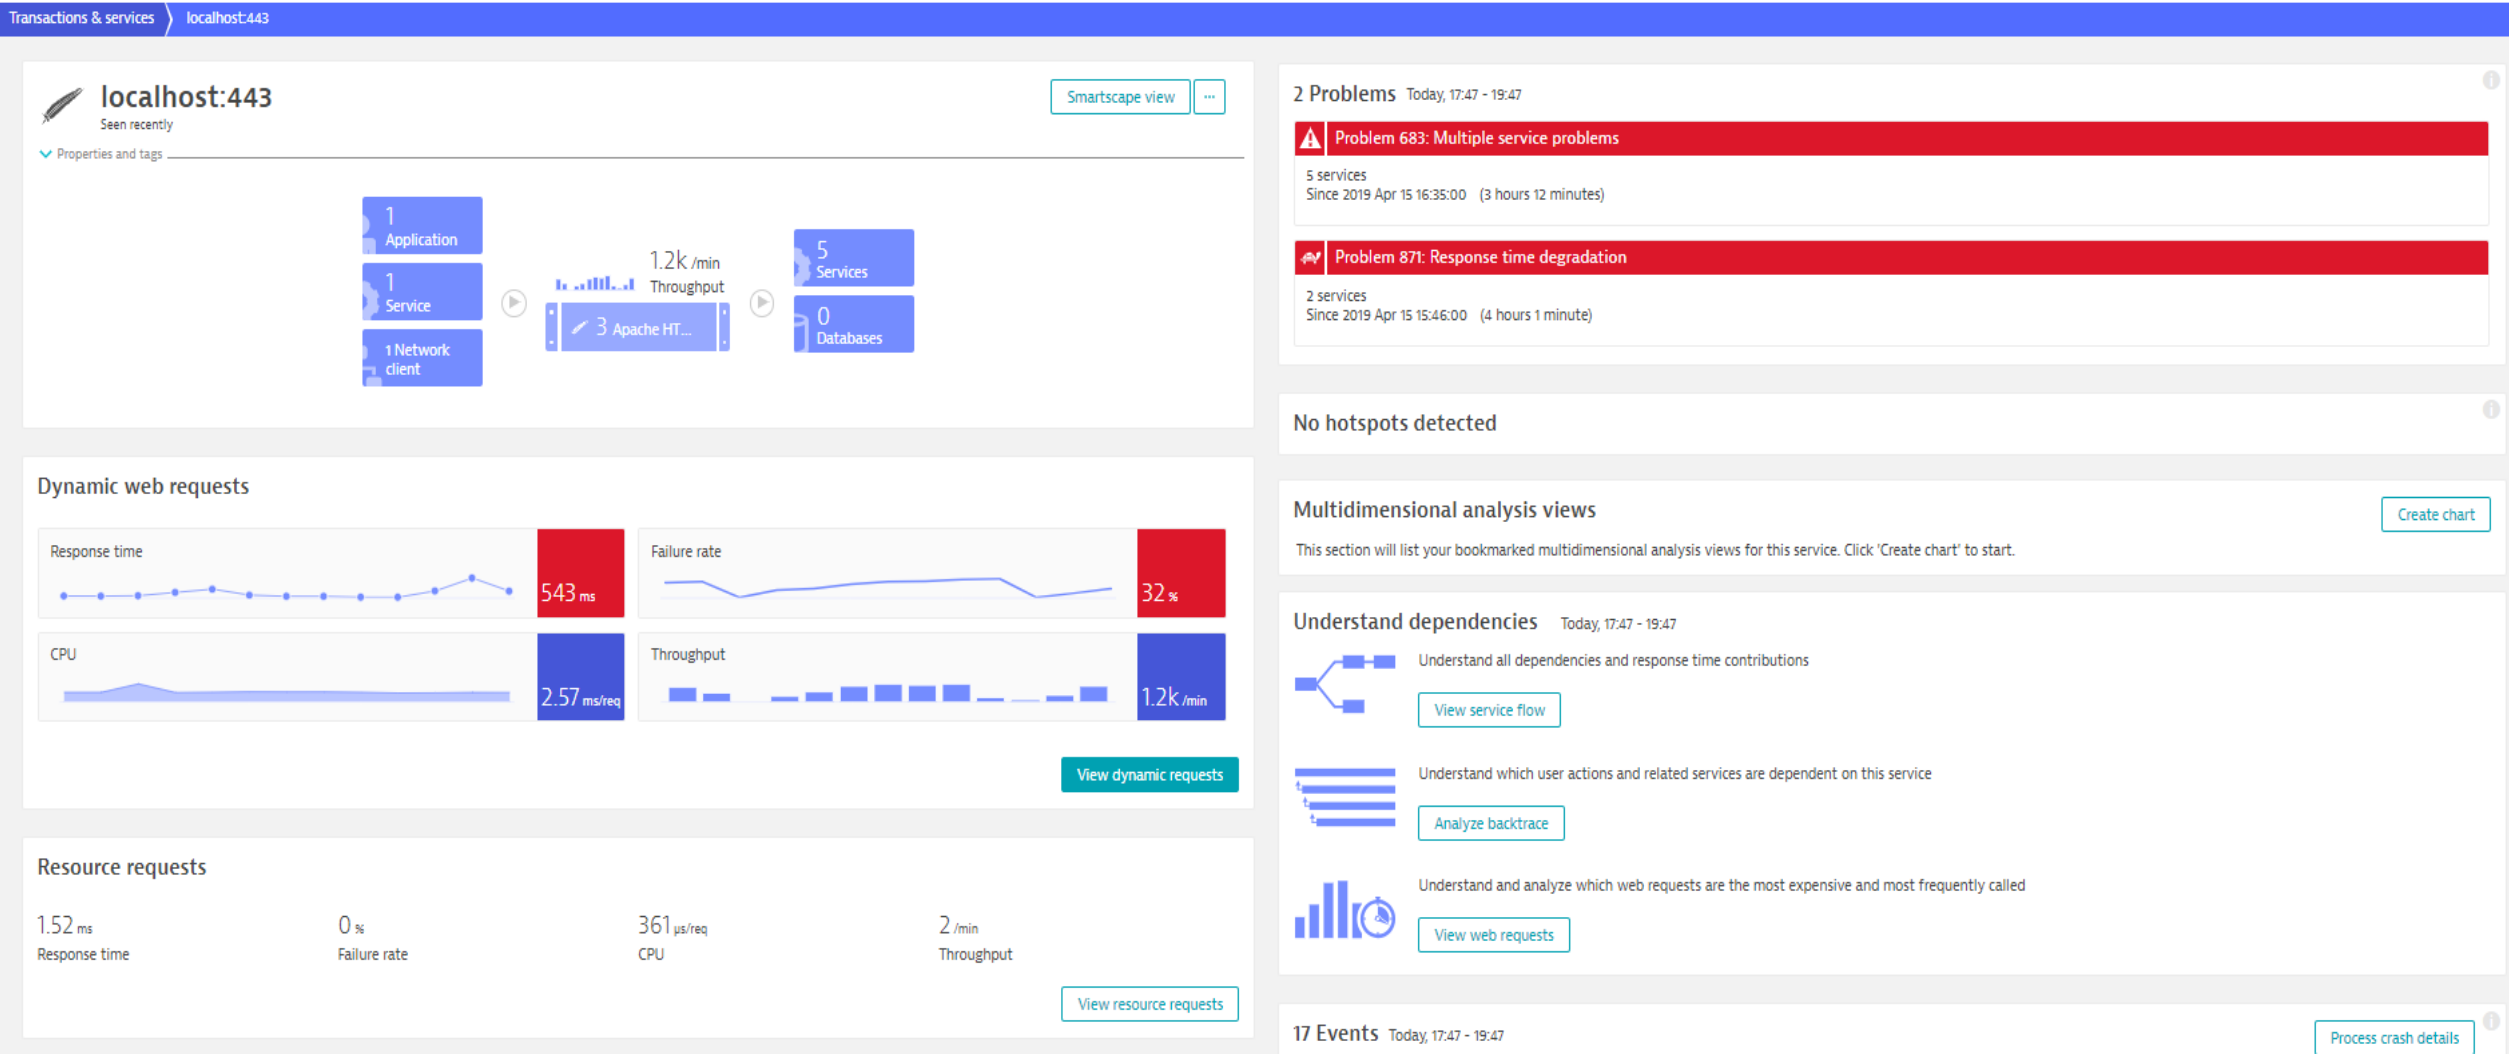 Transactions & services
localhost:443
localhost:443
Seen recently
Smartscape view
...
Properties and tags
1
Application
1
Service
1 Network
client
1.2k /min
Throughput
3 Apache HT...
5
Services
0
Databases
Dynamic web requests
Response time
543 ms
Failure rate
32 %
CPU
2.57 ms/req
Throughput
1.2k /min
View dynamic requests
Resource requests
1.52 ms
Response time
0 %
Failure rate
361 µs/req
CPU
2 /min
Throughput
View resource requests
2 Problems Today, 17:47 - 19:47
Problem 683: Multiple service problems
5 services
Since 2019 Apr 15 16:35:00 (3 hours 12 minutes)
Problem 871: Response time degradation
2 services
Since 2019 Apr 15 15:46:00 (4 hours 1 minute)
No hotspots detected
Multidimensional analysis views
Create chart
This section will list your bookmarked multidimensional analysis views for this service. Click 'Create chart' to start.
Understand dependencies Today, 17:47 - 19:47
Understand all dependencies and response time contributions
View service flow
Understand which user actions and related services are dependent on this service
Analyze backtrace
Understand and analyze which web requests are the most expensive and most frequently called
View web requests
17 Events Today, 17:47 - 19:47
Process crash details